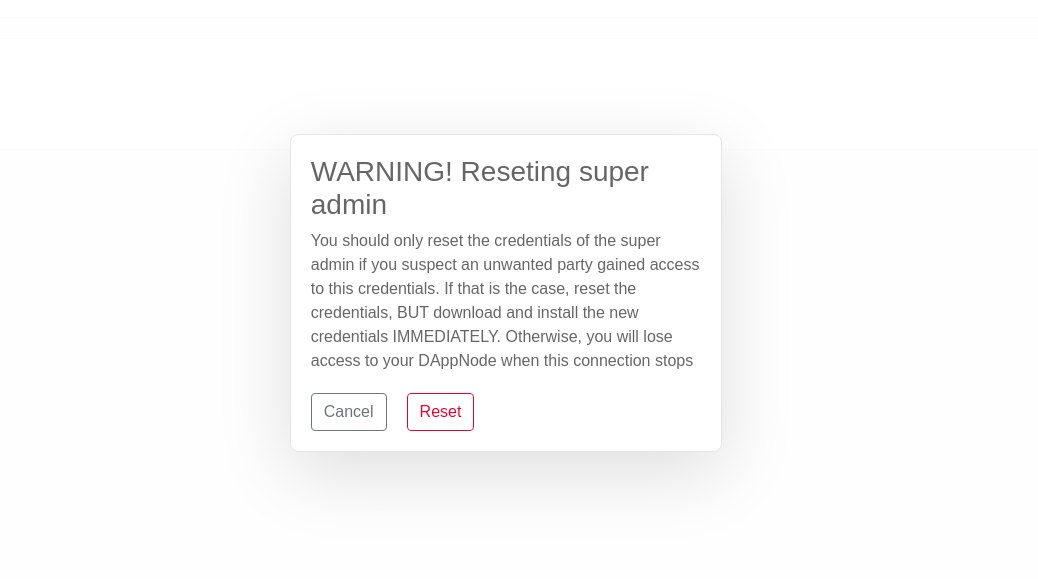 WARNING! Reseting super
admin
You should only reset the credentials of the super
admin if you suspect an unwanted party gained access
to this credentials. If that is the case, reset the
credentials, BUT download and install the new
credentials IMMEDIATELY. Otherwise, you will lose
access to your DAppNode when this connection stops
Cancel Reset